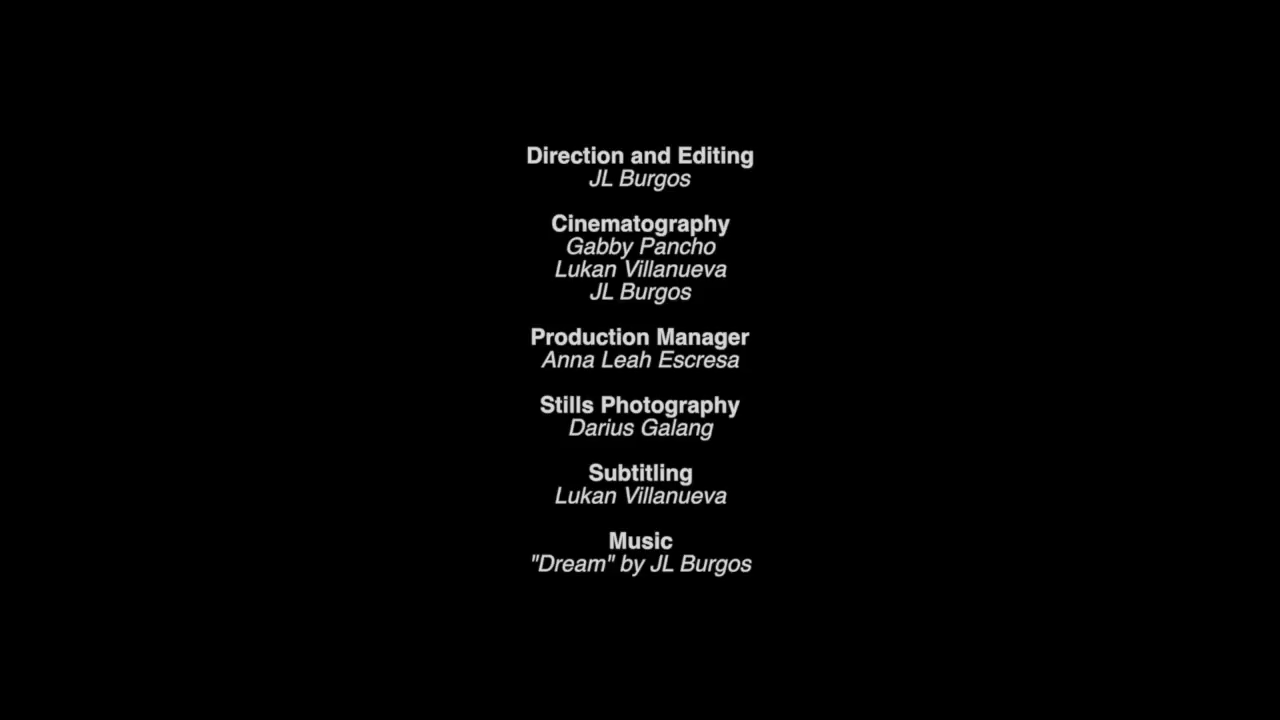 Direction and Editing
JL Burgos
Cinematography
Gabby Pancho
Lukan Villanueva
JL Burgos
Production Manager
Anna Leah Escresa
Stills Photography
Darius Galang
Subtitling
Lukan Villanueva
Music
"Dream" by JL Burgos